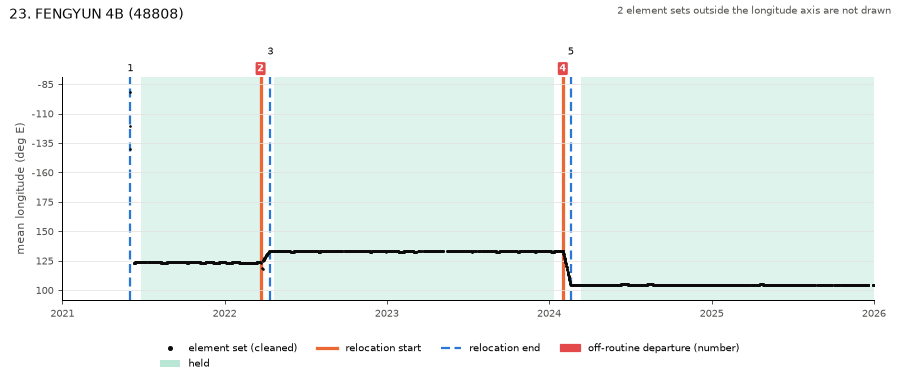 23. FENGYUN 4B (48808)
2 element sets outside the longitude axis are not drawn
3
5
1
2
4
-85
-110
-135
-160
175
150
125
100
mean longitude (deg E)
2021
2022
2023
2024
2025
2026
element set (cleaned)
relocation start
relocation end
off-routine departure (number)
held